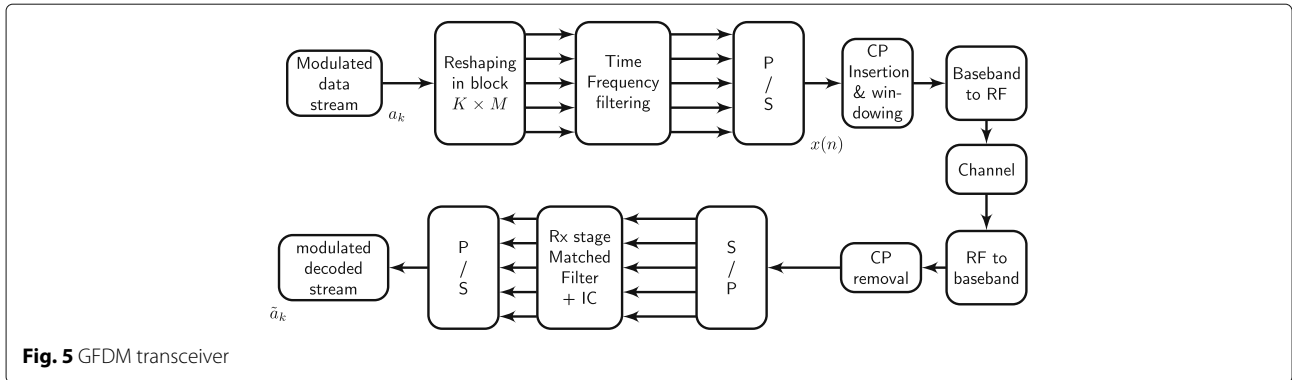 Modulated
data
stream
a_k
Reshaping
in block
K × M
Time
Frequency
filtering
P
/
S
x(n)
CP
Insertion
& win-
dowing
Baseband
to RF
Channel
RF to
baseband
CP
removal
S
/
P
Rx stage
Matched
Filter
+ IC
P
/
S
modulated
decoded
stream
ã_k
Fig. 5 GFDM transceiver